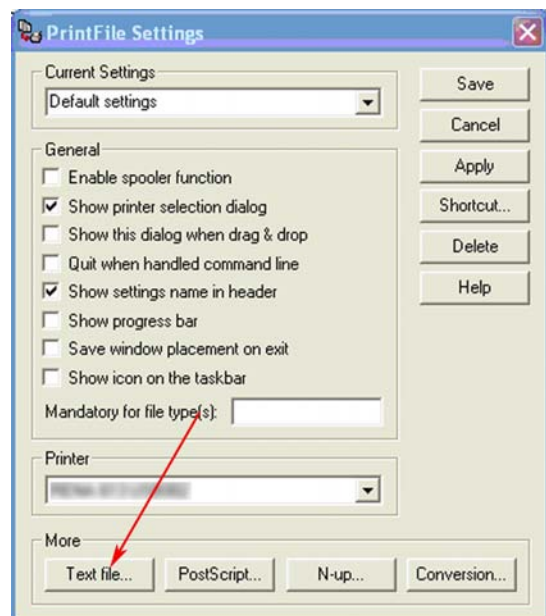 PrintFile Settings
Current Settings
Default settings
Save
Cancel
General
Enable spooler function
Show printer selection dialog
Show this dialog when drag & drop
Quit when handled command line
Show settings name in header
Show progress bar
Save window placement on exit
Show icon on the taskbar
Mandatory for file type(s):
Apply
Shortcut...
Delete
Help
Printer
More
Text file...
PostScript...
N-up...
Conversion...